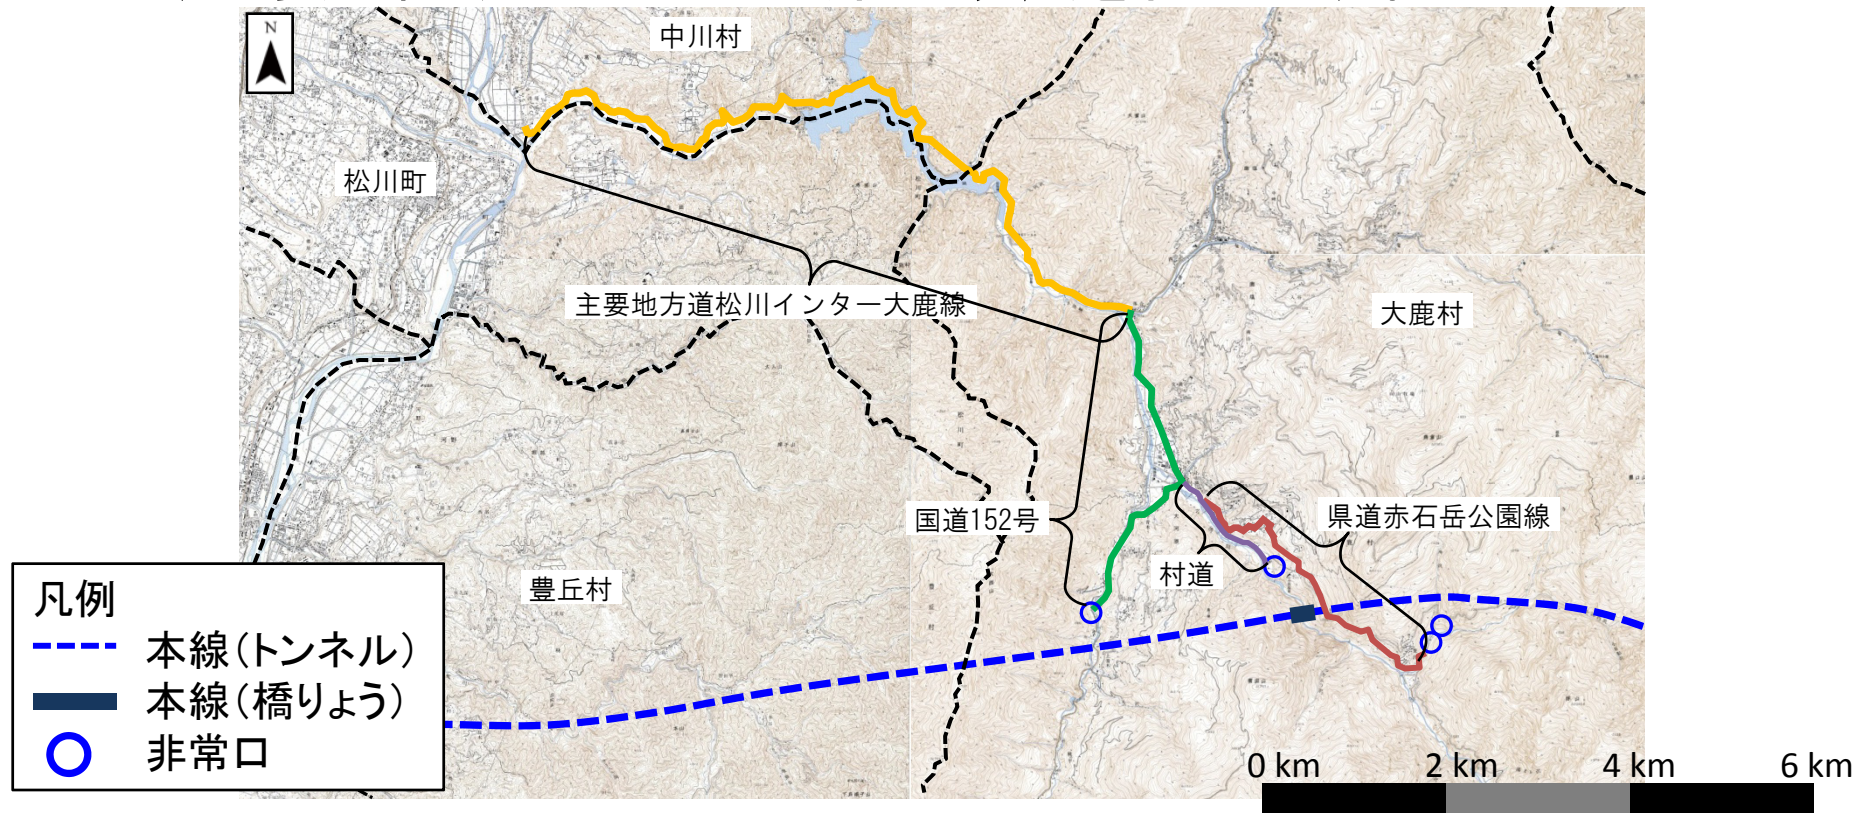 N
中川村
松川町
主要地方道松川インター大鹿線
大鹿村
国道152号
県道赤石岳公園線
村道
豊丘村
凡例
本線(トンネル)
本線(橋りょう)
非常口
0 km 2 km 4 km 6 km